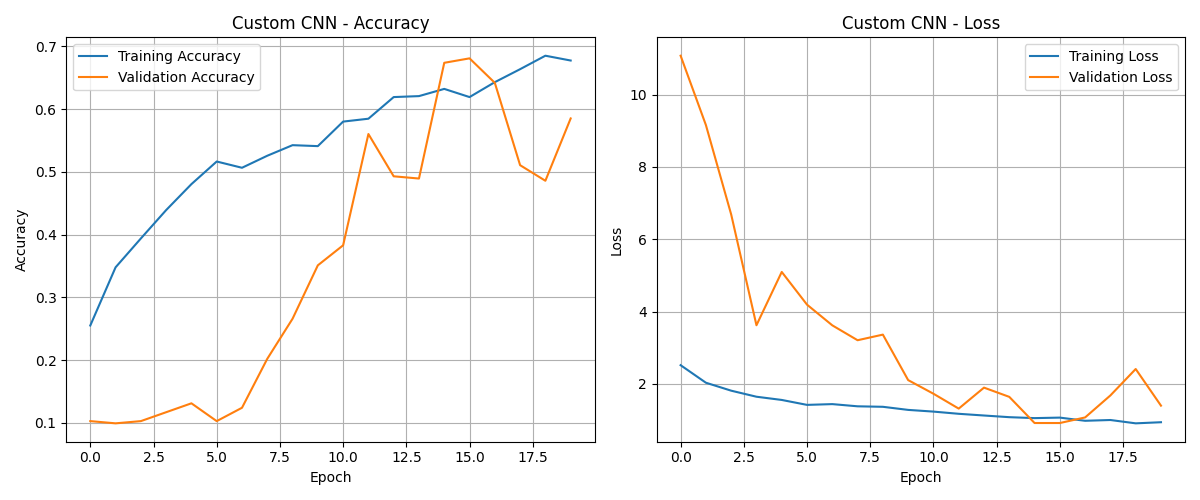 Custom CNN - Accuracy
Training Accuracy
Validation Accuracy
Accuracy
0.7
0.6
0.5
0.4
0.3
0.2
0.1
0.0 2.5 5.0 7.5 10.0 12.5 15.0 17.5
Epoch
Custom CNN - Loss
Training Loss
Validation Loss
Loss
10
8
6
4
2
0.0 2.5 5.0 7.5 10.0 12.5 15.0 17.5
Epoch